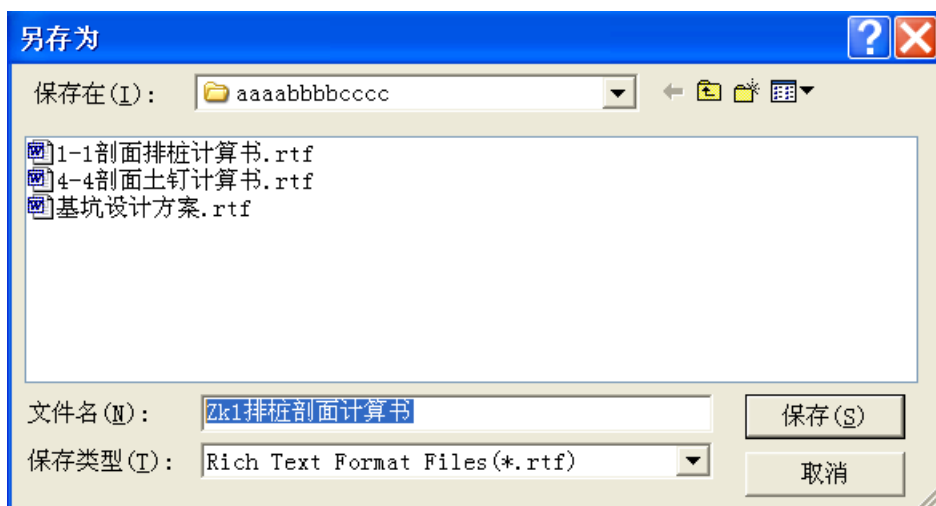 另存为
保存在(I):
aaaabbbbcccc
1-1剖面排桩计算书.rtf
4-4剖面土钉计算书.rtf
基坑设计方案.rtf
文件名(N):
Zk1排桩剖面计算书
保存(S)
保存类型(T):
Rich Text Format Files(*.rtf)
取消